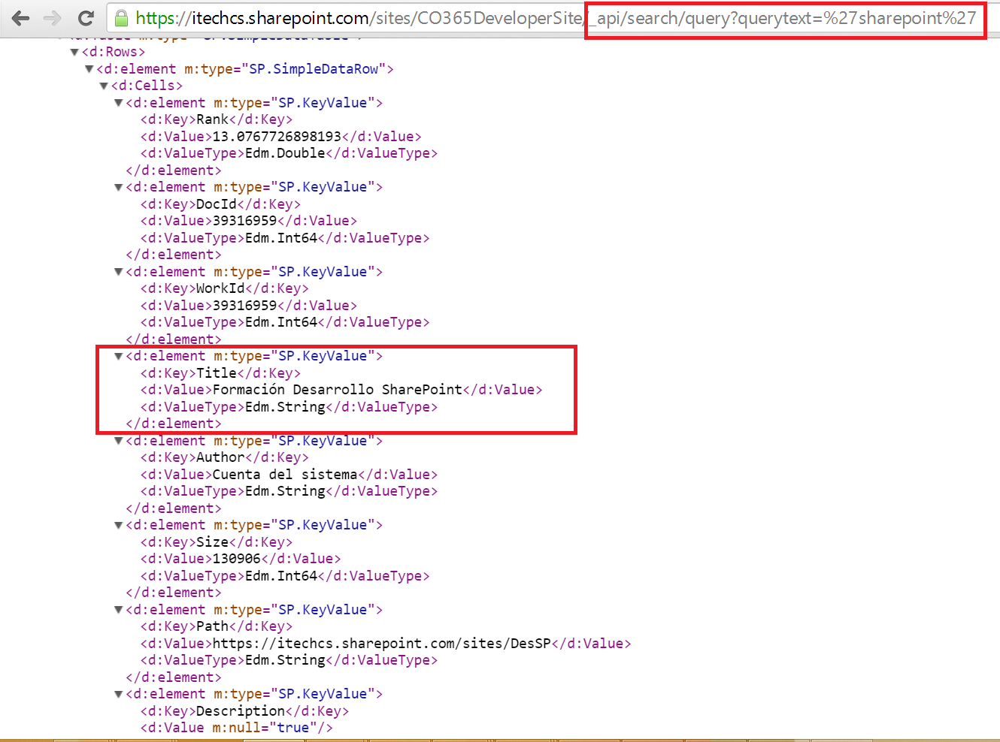 https://itechcs.sharepoint.com/sites/CO365DeveloperSite/_api/search/query?querytext=%27sharepoint%27
<d:Rows>
<d:element m:type="SP.SimpleDataRow">
<d:Cells>
<d:element m:type="SP.KeyValue">
<d:Key>Rank</d:Key>
<d:Value>13.0767726898193</d:Value>
<d:ValueType>Edm.Double</d:ValueType>
</d:element>
<d:element m:type="SP.KeyValue">
<d:Key>DocId</d:Key>
<d:Value>39316959</d:Value>
<d:ValueType>Edm.Int64</d:ValueType>
</d:element>
<d:element m:type="SP.KeyValue">
<d:Key>WorkId</d:Key>
<d:Value>39316959</d:Value>
<d:ValueType>Edm.Int64</d:ValueType>
</d:element>
<d:element m:type="SP.KeyValue">
<d:Key>Title</d:Key>
<d:Value>Formación Desarrollo SharePoint</d:Value>
<d:ValueType>Edm.String</d:ValueType>
</d:element>
<d:element m:type="SP.KeyValue">
<d:Key>Author</d:Key>
<d:Value>Cuenta del sistema</d:Value>
<d:ValueType>Edm.String</d:ValueType>
</d:element>
<d:element m:type="SP.KeyValue">
<d:Key>Size</d:Key>
<d:Value>130906</d:Value>
<d:ValueType>Edm.Int64</d:ValueType>
</d:element>
<d:element m:type="SP.KeyValue">
<d:Key>Path</d:Key>
<d:Value>https://itechcs.sharepoint.com/sites/DesSP</d:Value>
<d:ValueType>Edm.String</d:ValueType>
</d:element>
<d:element m:type="SP.KeyValue">
<d:Key>Description</d:Key>
<d:Value m:null="true"/>